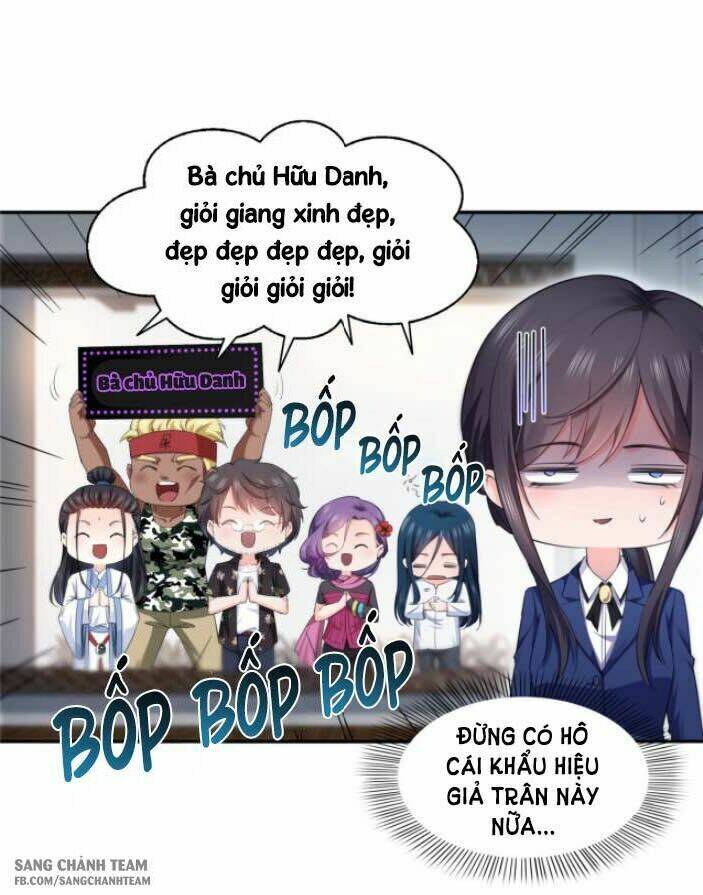 Bà chủ Hữu Danh,
giỏi giang xinh đẹp,
đẹp đẹp đẹp đẹp, giỏi
giỏi giỏi giỏi!
Bà chủ Hữu Danh
BỐP
BỐP
BỐP
BỐP BỐP BỐP
ĐỪNG CÓ HÔ
CÁI KHẨU HIỆU
GIẢ TRÂN NÀY
NỮA...
SANG CHẢNH TEAM
FB.COM/SANGCHANHTEAM